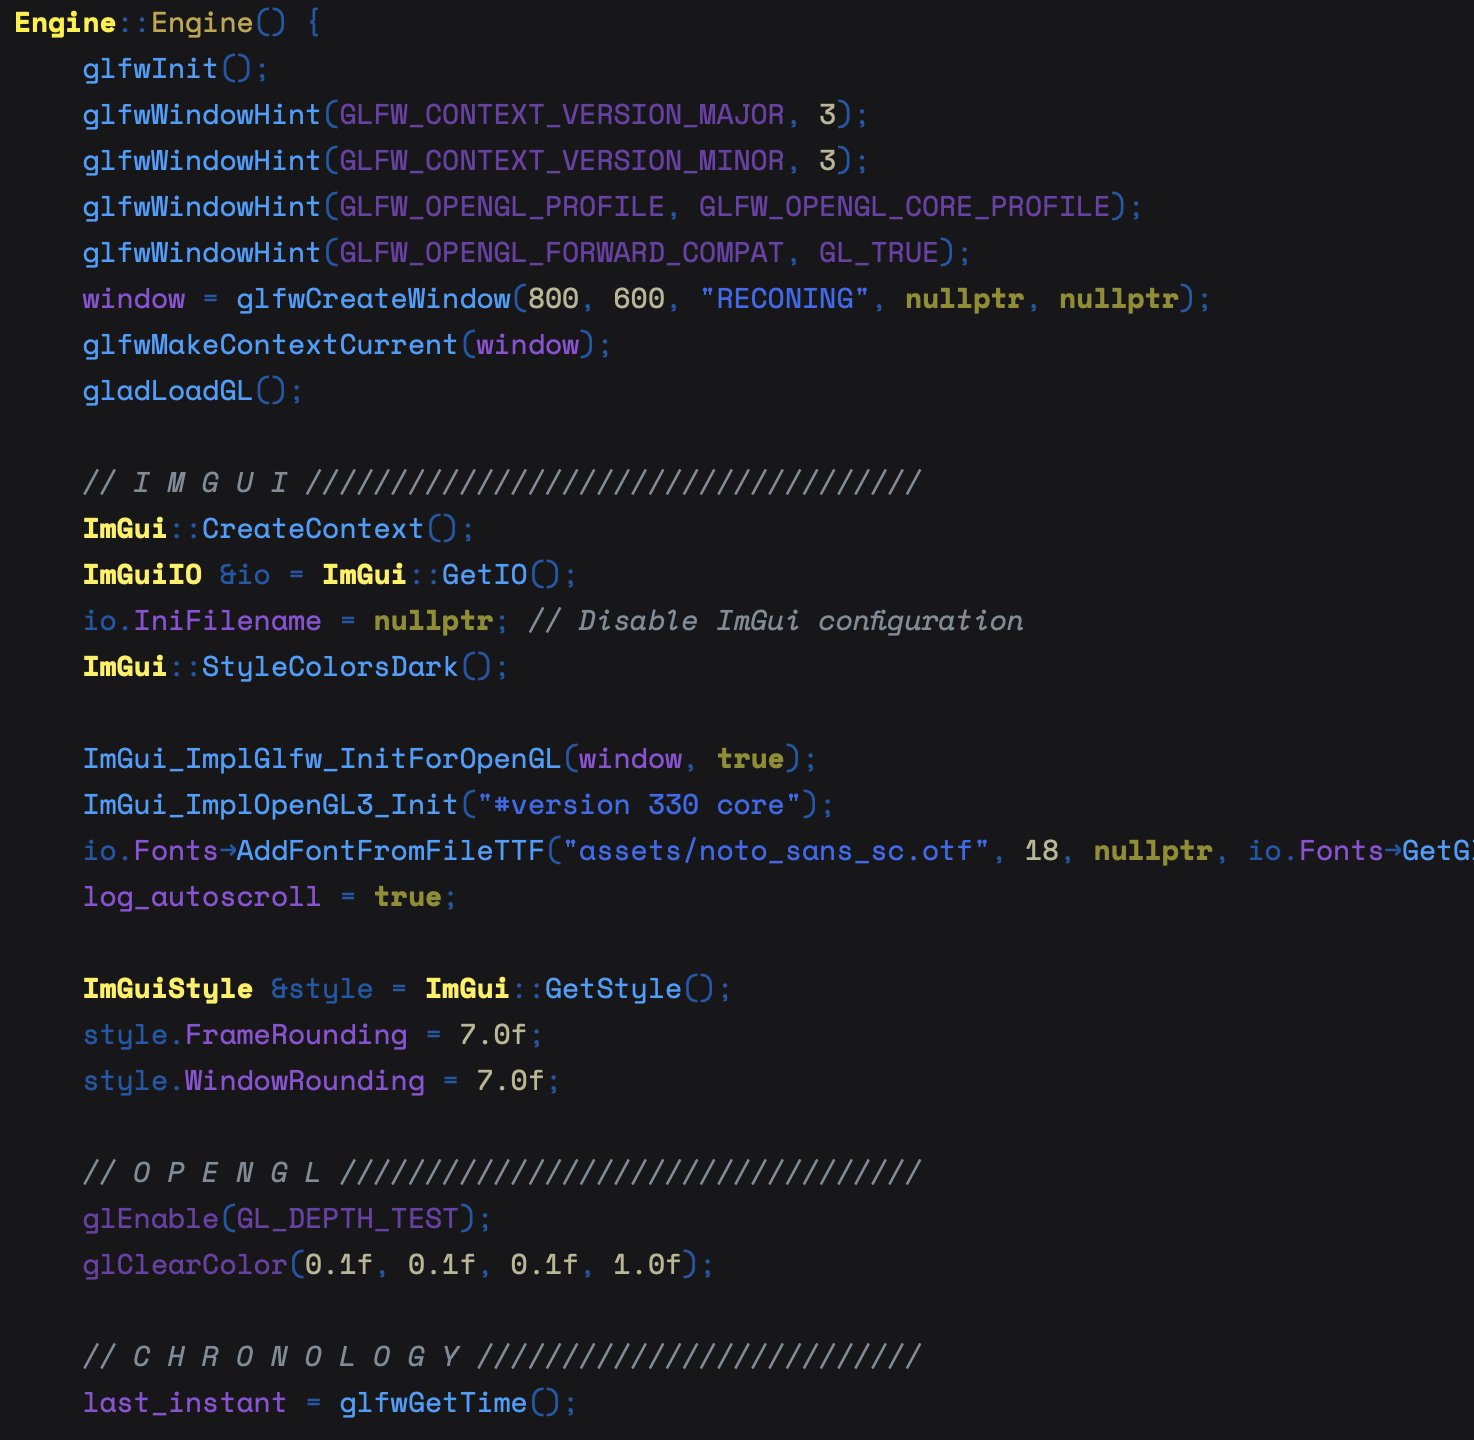 Engine::Engine() {
    glfwInit();
    glfwWindowHint(GLFW_CONTEXT_VERSION_MAJOR, 3);
    glfwWindowHint(GLFW_CONTEXT_VERSION_MINOR, 3);
    glfwWindowHint(GLFW_OPENGL_PROFILE, GLFW_OPENGL_CORE_PROFILE);
    glfwWindowHint(GLFW_OPENGL_FORWARD_COMPAT, GL_TRUE);
    window = glfwCreateWindow(800, 600, "RECONING", nullptr, nullptr);
    glfwMakeContextCurrent(window);
    gladLoadGL();
    // I M G U I ////////////////////////////////////
    ImGui::CreateContext();
    ImGuiIO &io = ImGui::GetIO();
    io.IniFilename = nullptr; // Disable ImGui configuration
    ImGui::StyleColorsDark();
    ImGui_ImplGlfw_InitForOpenGL(window, true);
    ImGui_ImplOpenGL3_Init("#version 330 core");
    io.Fonts→AddFontFromFileTTF("assets/noto_sans_sc.otf", 18, nullptr, io.Fonts→GetGl
    log_autoscroll = true;
    ImGuiStyle &style = ImGui::GetStyle();
    style.FrameRounding = 7.0f;
    style.WindowRounding = 7.0f;
    // O P E N G L //////////////////////////////////
    glEnable(GL_DEPTH_TEST);
    glClearColor(0.1f, 0.1f, 0.1f, 1.0f);
    // C H R O N O L O G Y //////////////////////////
    last_instant = glfwGetTime();